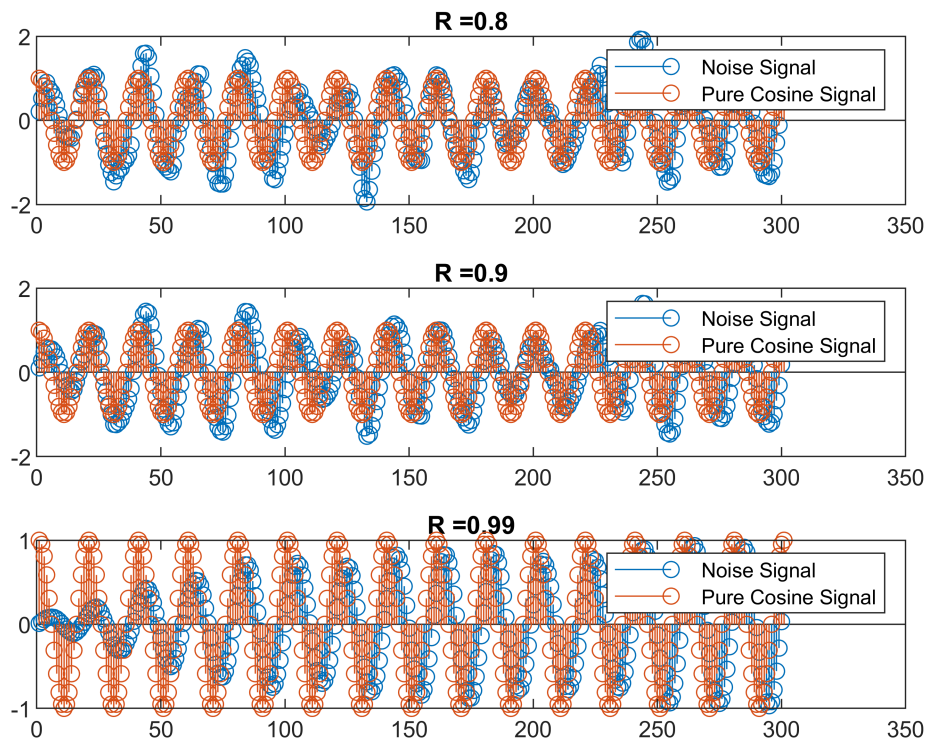 R =0.8
2
0
-2
Noise Signal
Pure Cosine Signal
0 50 100 150 200 250 300 350
R =0.9
2
0
-2
Noise Signal
Pure Cosine Signal
0 50 100 150 200 250 300 350
R =0.99
1
0
-1
Noise Signal
Pure Cosine Signal
0 50 100 150 200 250 300 350